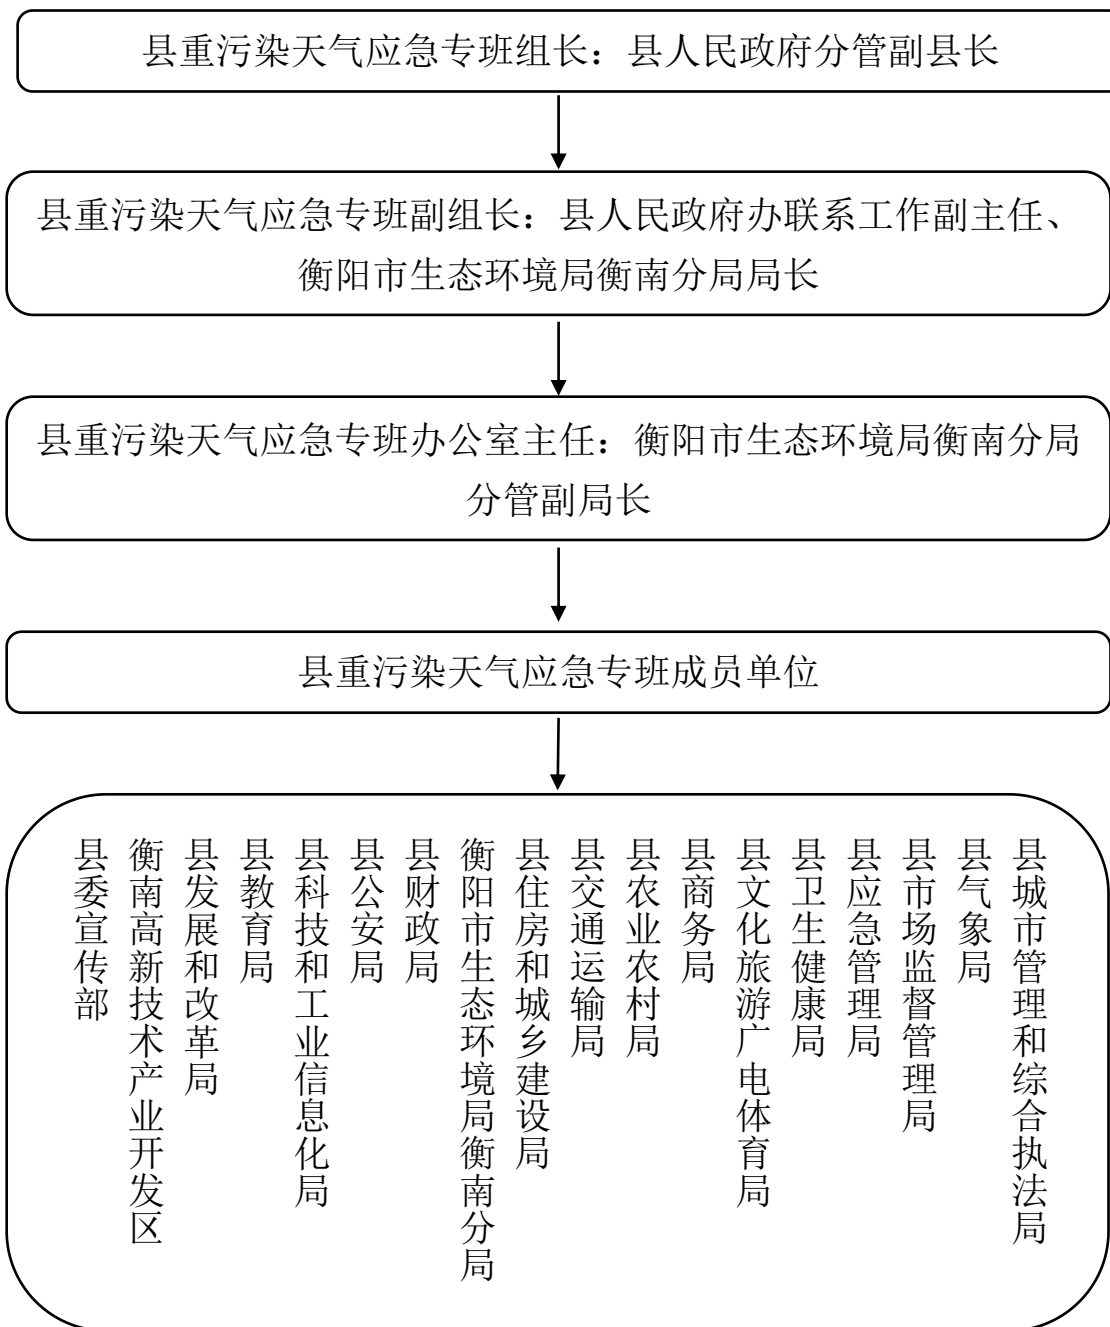 县重污染天气应急专班组长：县人民政府分管副县长
县重污染天气应急专班副组长：县人民政府办联系工作副主任、
衡阳市生态环境局衡南分局局长
县重污染天气应急专班办公室主任：衡阳市生态环境局衡南分局
分管副局长
县重污染天气应急专班成员单位
县委宣传部
衡南高新技术产业开发区
县发展和改革局
县教育局
县科技和工业信息化局
县公安局
县财政局
衡阳市生态环境局衡南分局
县住房和城乡建设局
县交通运输局
县农业农村局
县商务局
县文化旅游广电体育局
县卫生健康局
县应急管理局
县市场监督管理局
县气象局
县城市管理和综合执法局